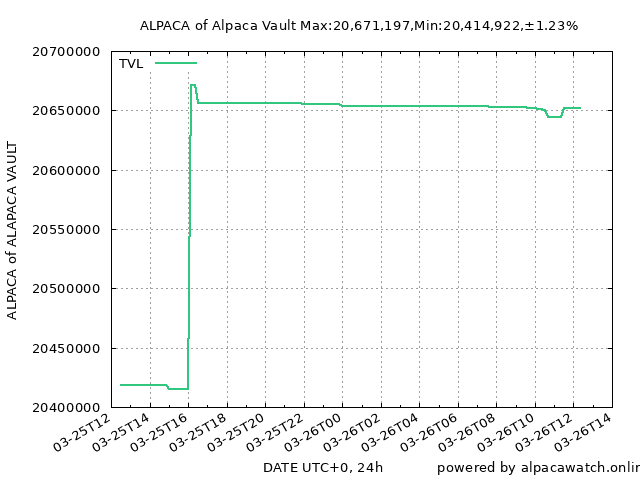 ALPACA of Alpaca Vault Max:20,671,197,Min:20,414,922,±1.23%
TVL
20700000
20650000
20600000
20550000
20500000
20450000
20400000
ALPACA of ALAPACA VAULT
03-25T12
03-25T14
03-25T16
03-25T18
03-25T20
03-25T22
03-26T00
03-26T02
03-26T04
03-26T06
03-26T08
03-26T10
03-26T12
03-26T14
DATE UTC+0, 24h
powered by alpacawatch.onlin